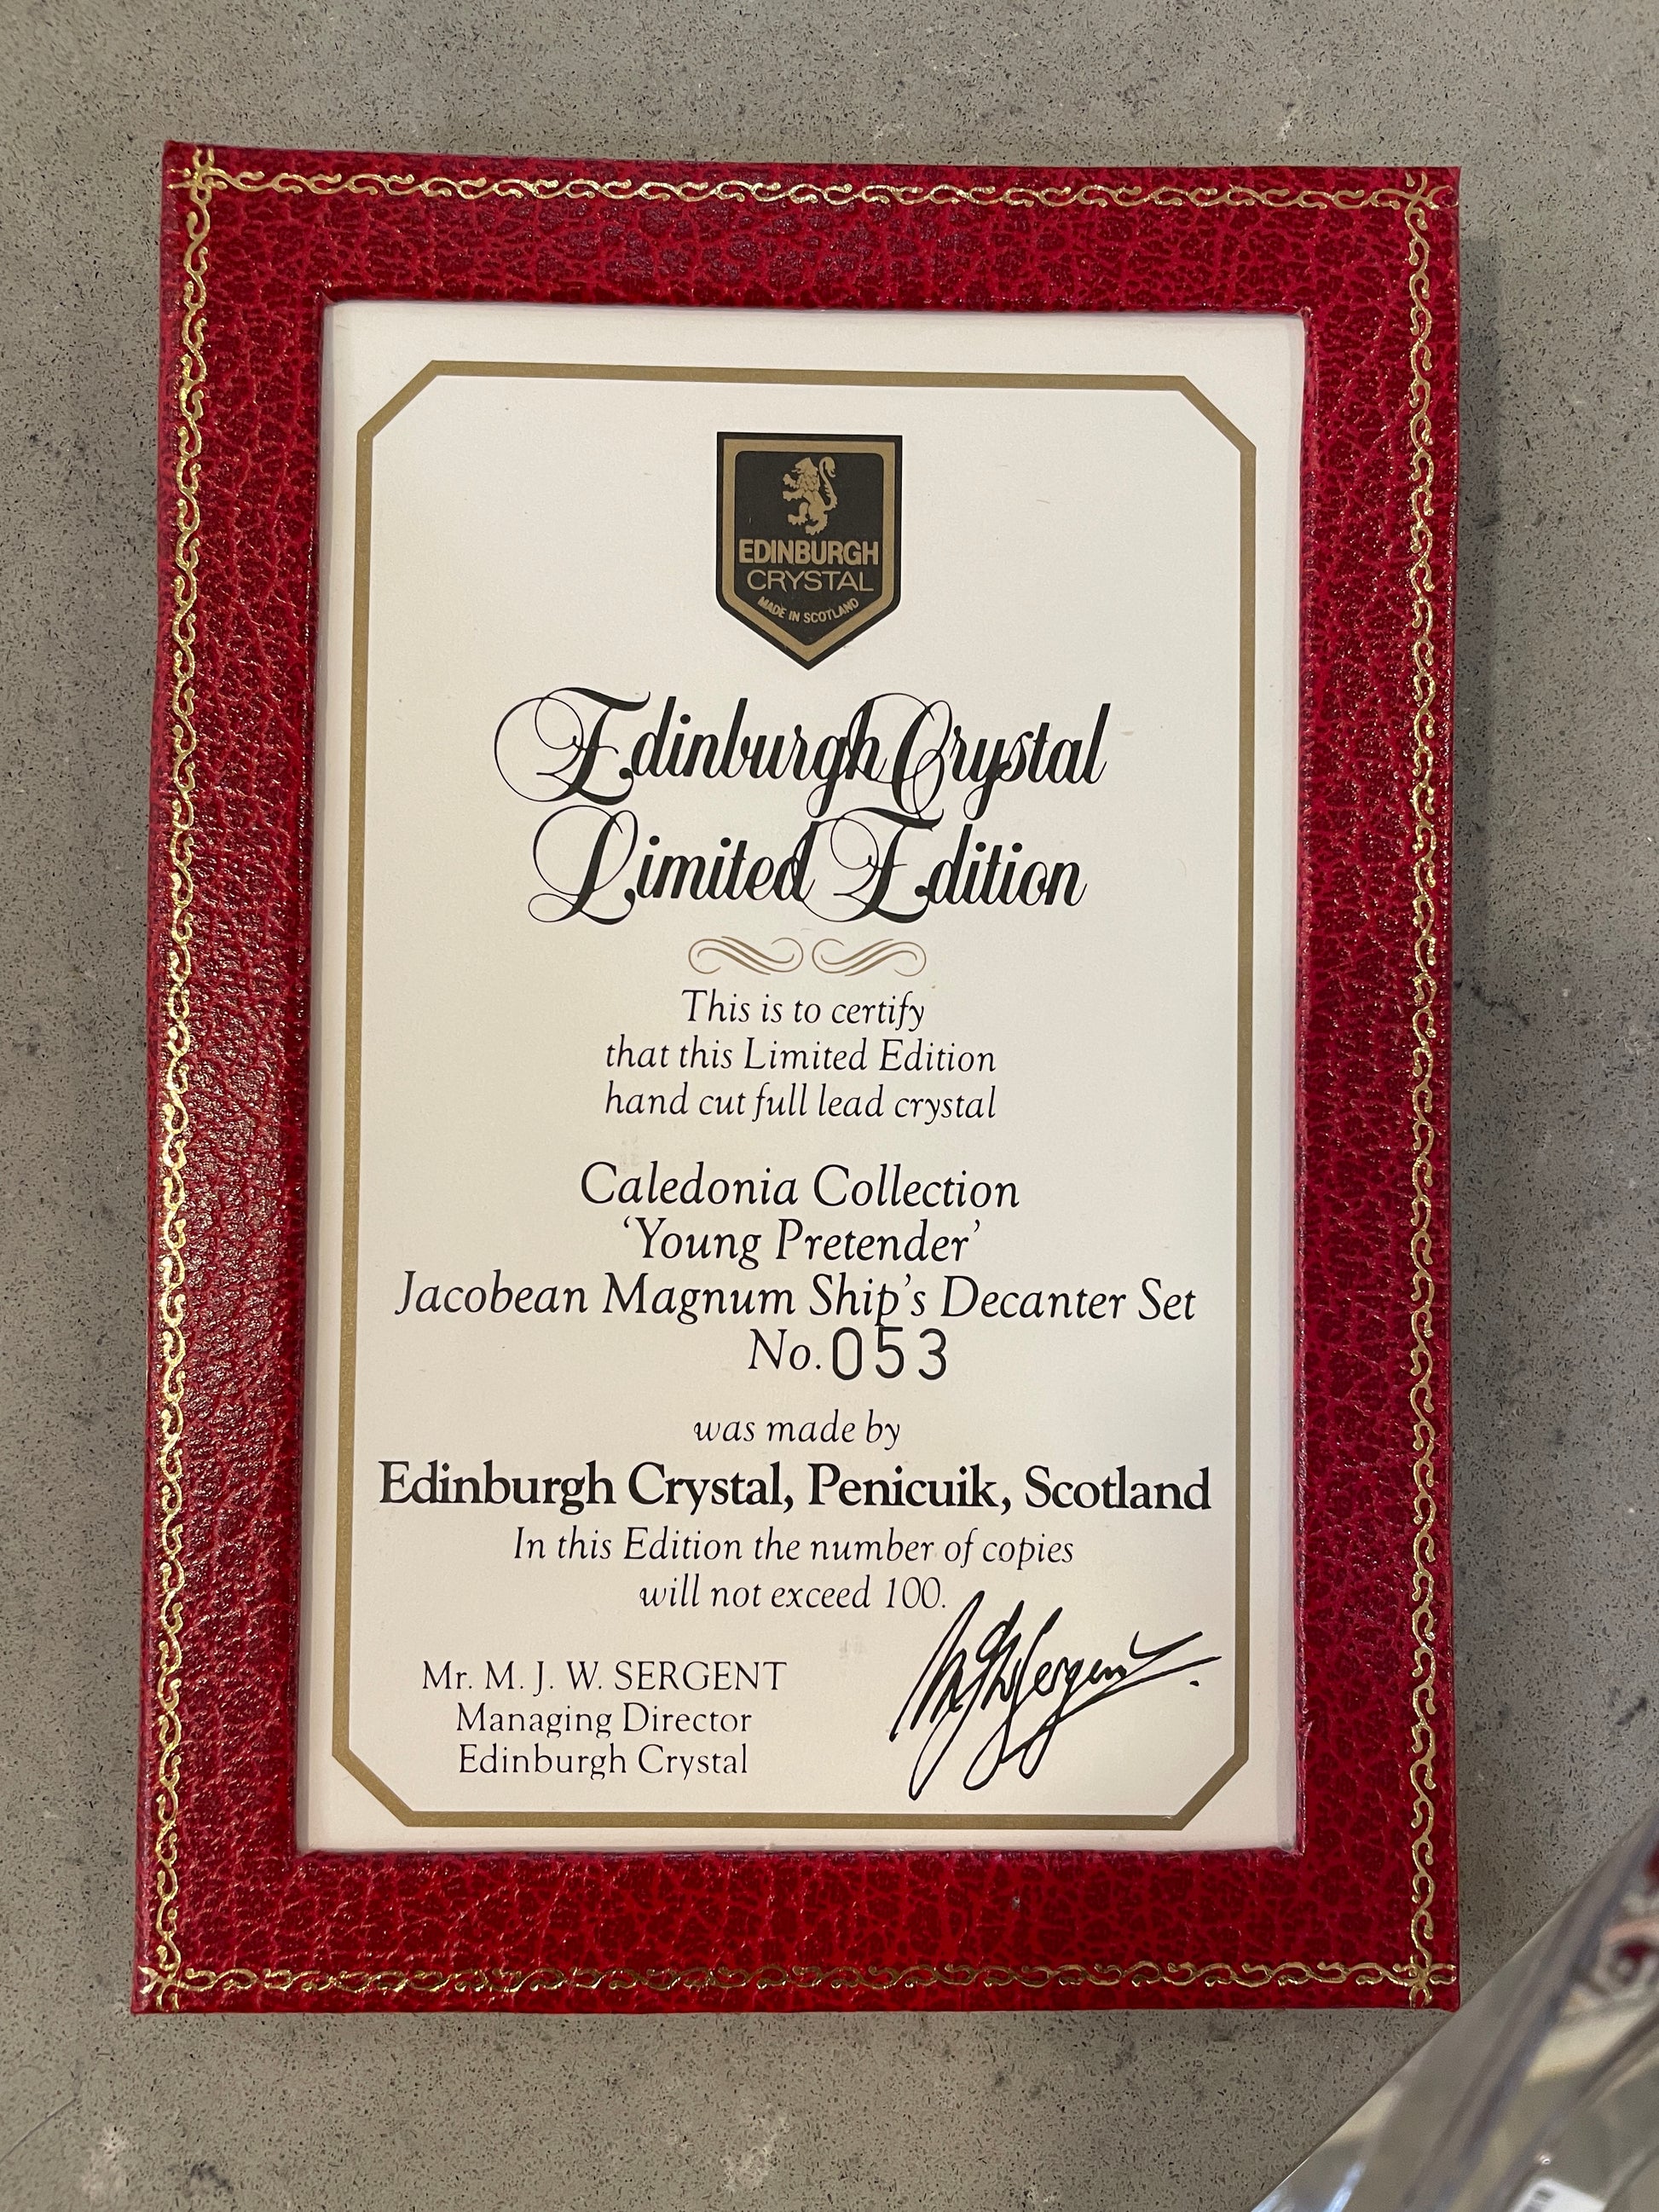 EDINBURGH
CRYSTAL
MADE IN SCOTLAND
Edinburgh Crystal
Limited Edition
This is to certify
that this Limited Edition
hand cut full lead crystal
Caledonia Collection
‘Young Pretender’
Jacobean Magnum Ship’s Decanter Set
No. 053
was made by
Edinburgh Crystal, Penicuik, Scotland
In this Edition the number of copies
will not exceed 100.
Mr. M. J. W. SERGENT
Managing Director
Edinburgh Crystal